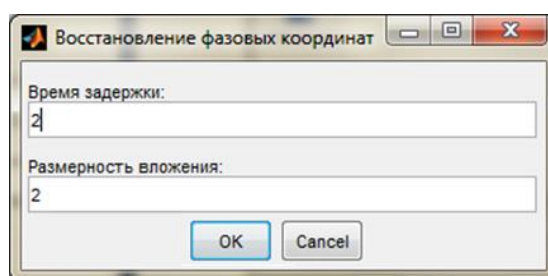 Восстановление фазовых координат
Время задержки:
2
Размерность вложения:
2
OK Cancel